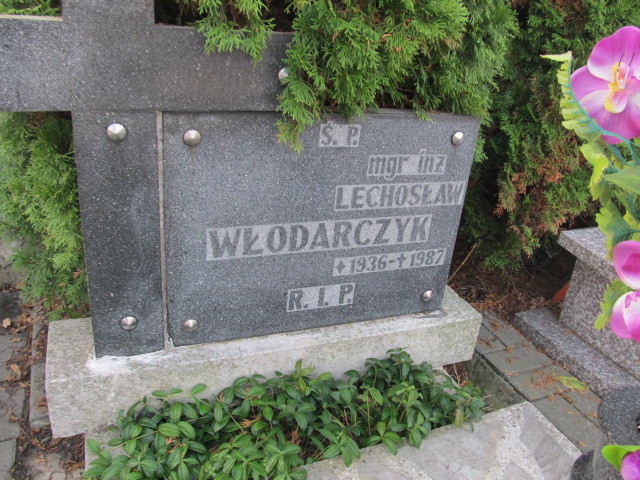 Ś. P.
mgr inż
LECHOSŁAW
WŁODARCZYK
✦ 1936 - ✝ 1987
R. I. P.